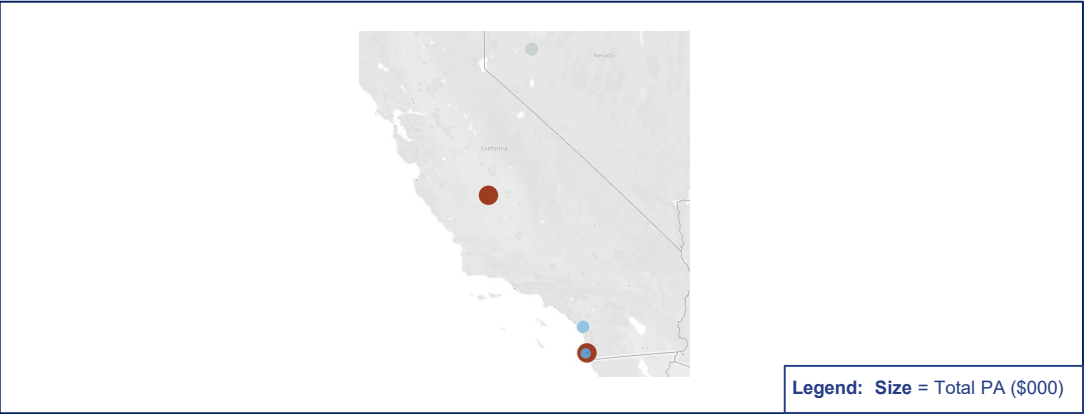 Nevada
California
Legend: Size = Total PA ($000)